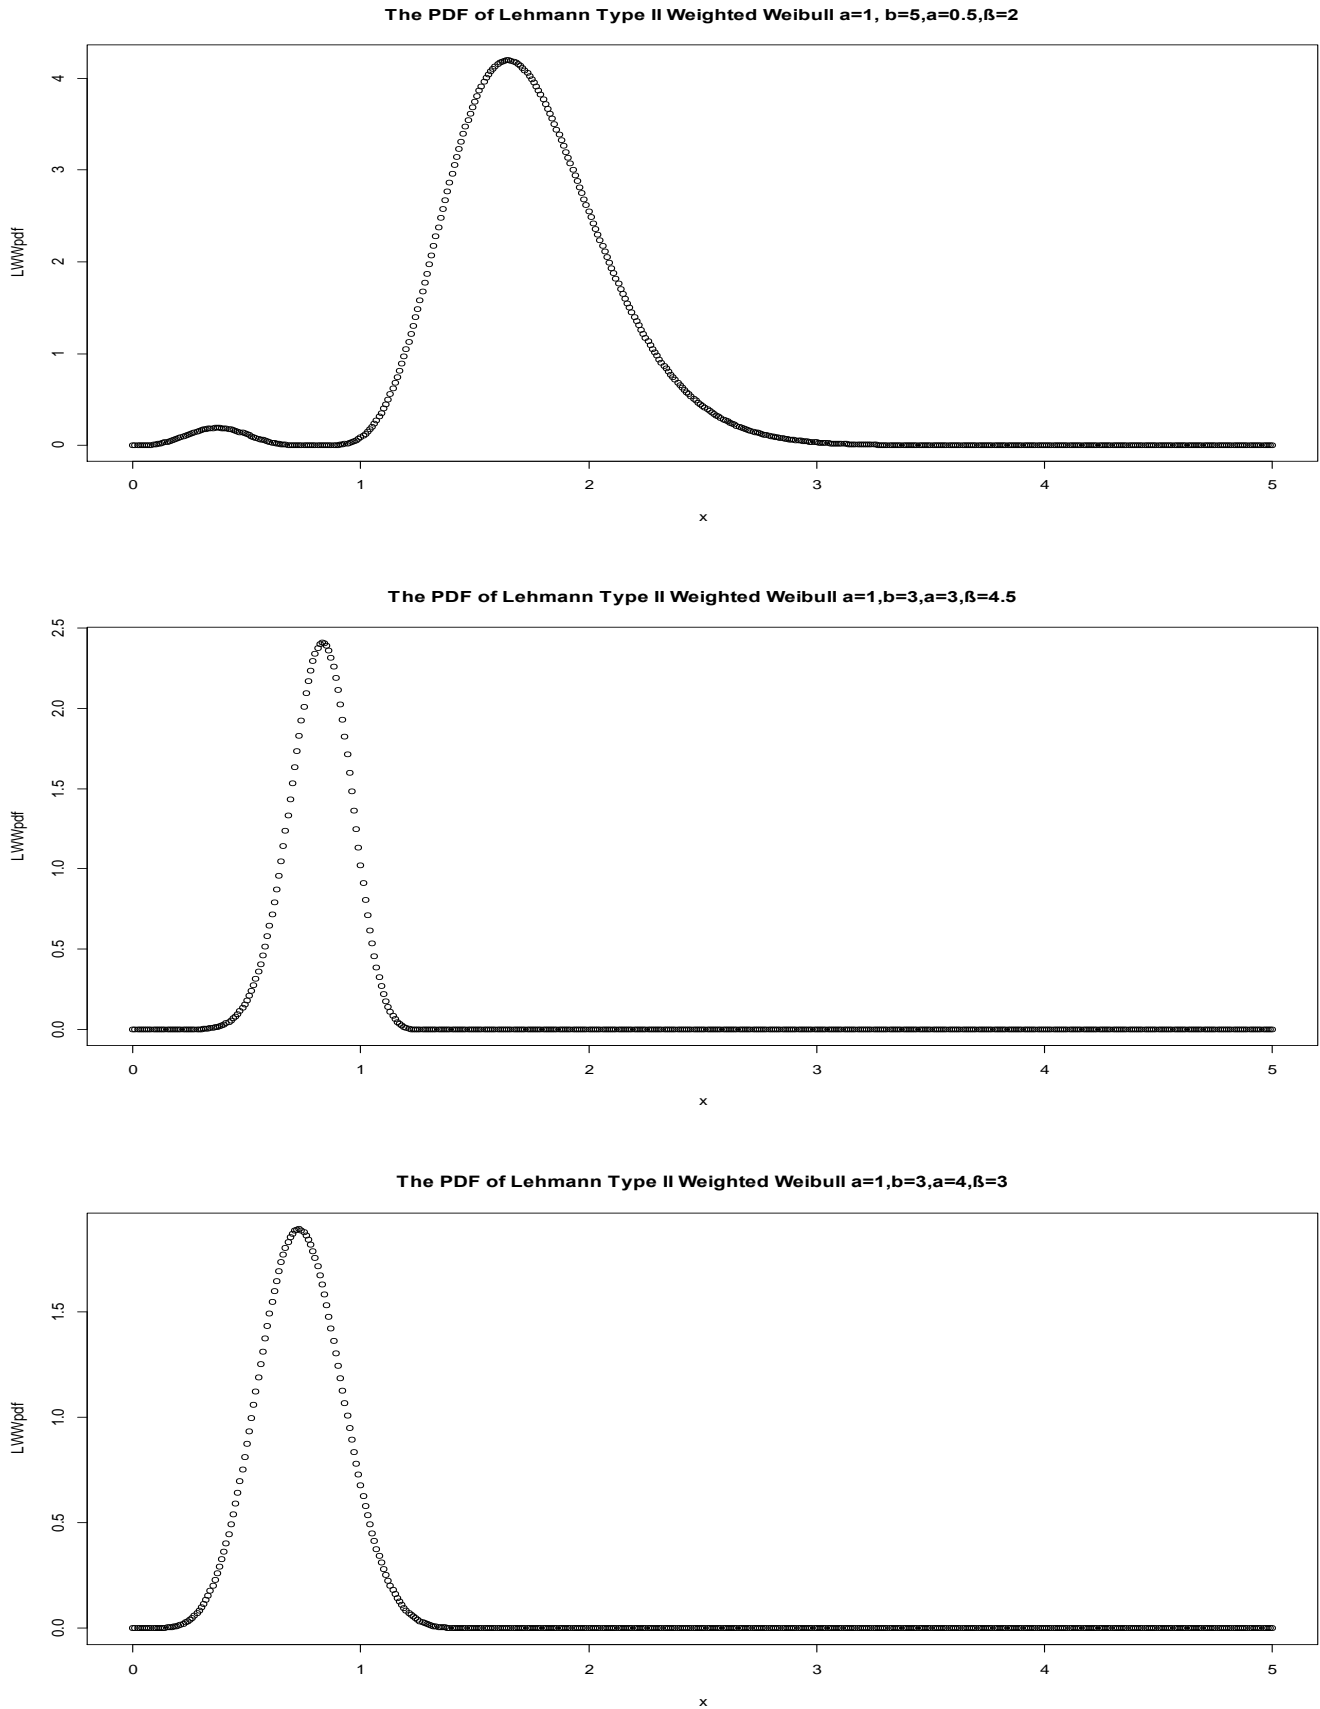 The PDF of Lehmann Type II Weighted Weibull a=1, b=5,a=0.5,ß=2
4
3
2
1
0
LWWpdf
0 1 2 3 4 5
x
The PDF of Lehmann Type II Weighted Weibull a=1,b=3,a=3,ß=4.5
2.5
2.0
1.5
1.0
0.5
0.0
LWWpdf
0 1 2 3 4 5
x
The PDF of Lehmann Type II Weighted Weibull a=1,b=3,a=4,ß=3
1.5
1.0
0.5
0.0
LWWpdf
0 1 2 3 4 5
x